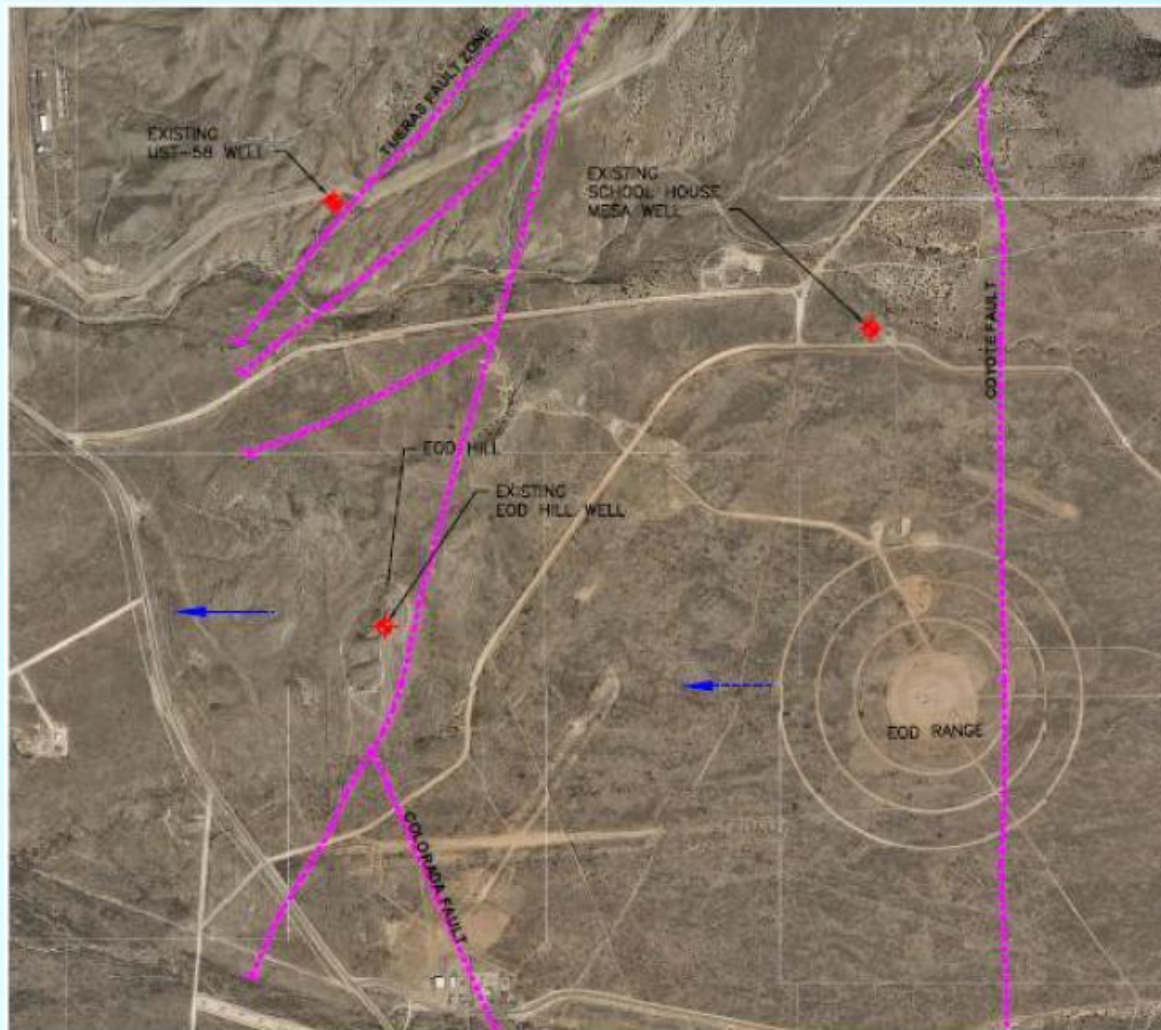 TIJERAS FAULT ZONE
EXISTING
UST-58 WELL
EXISTING
SCHOOL HOUSE
MESA WELL
COYOTE FAULT
EOD HILL
EXISTING
EOD HILL WELL
EOD RANGE
COLORADA FAULT